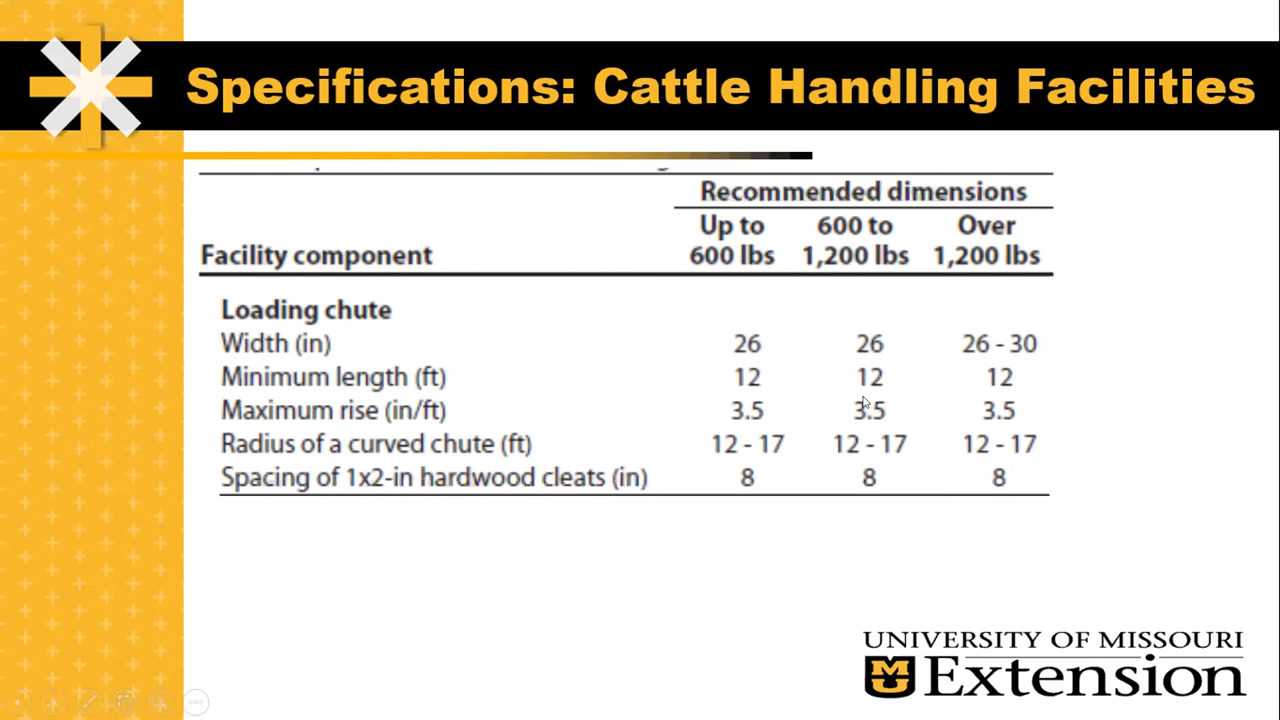 Specifications: Cattle Handling Facilities
Recommended dimensions
Facility component Up to 600 lbs 600 to 1,200 lbs Over 1,200 lbs
Loading chute
Width (in) 26 26 26 - 30
Minimum length (ft) 12 12 12
Maximum rise (in/ft) 3.5 3.5 3.5
Radius of a curved chute (ft) 12 - 17 12 - 17 12 - 17
Spacing of 1x2-in hardwood cleats (in) 8 8 8
UNIVERSITY OF MISSOURI
Extension